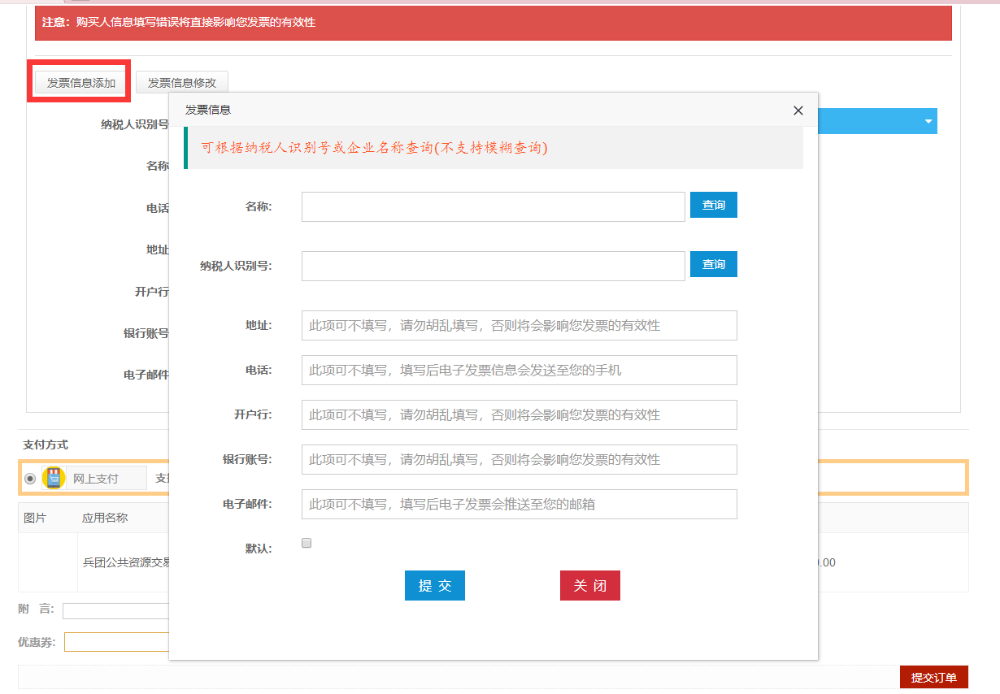 注意：购买人信息填写错误将直接影响您发票的有效性
发票信息添加 发票信息修改
发票信息
纳税人识别号
可根据纳税人识别号或企业名称查询(不支持模糊查询)
名称
名称: 查询
电话
地址
纳税人识别号: 查询
开户行
地址: 此项可不填写，请勿胡乱填写，否则将会影响您发票的有效性
银行账号
电话: 此项可不填写，填写后电子发票信息会发送至您的手机
电子邮件
开户行: 此项可不填写，请勿胡乱填写，否则将会影响您发票的有效性
支付方式
银行账号: 此项可不填写，请勿胡乱填写，否则将会影响您发票的有效性
网上支付
电子邮件: 此项可不填写，填写后电子发票会推送至您的邮箱
图片 应用名称
默认:
兵团公共资源交易 .00
提 交 关 闭
附 言:
优惠券:
提交订单